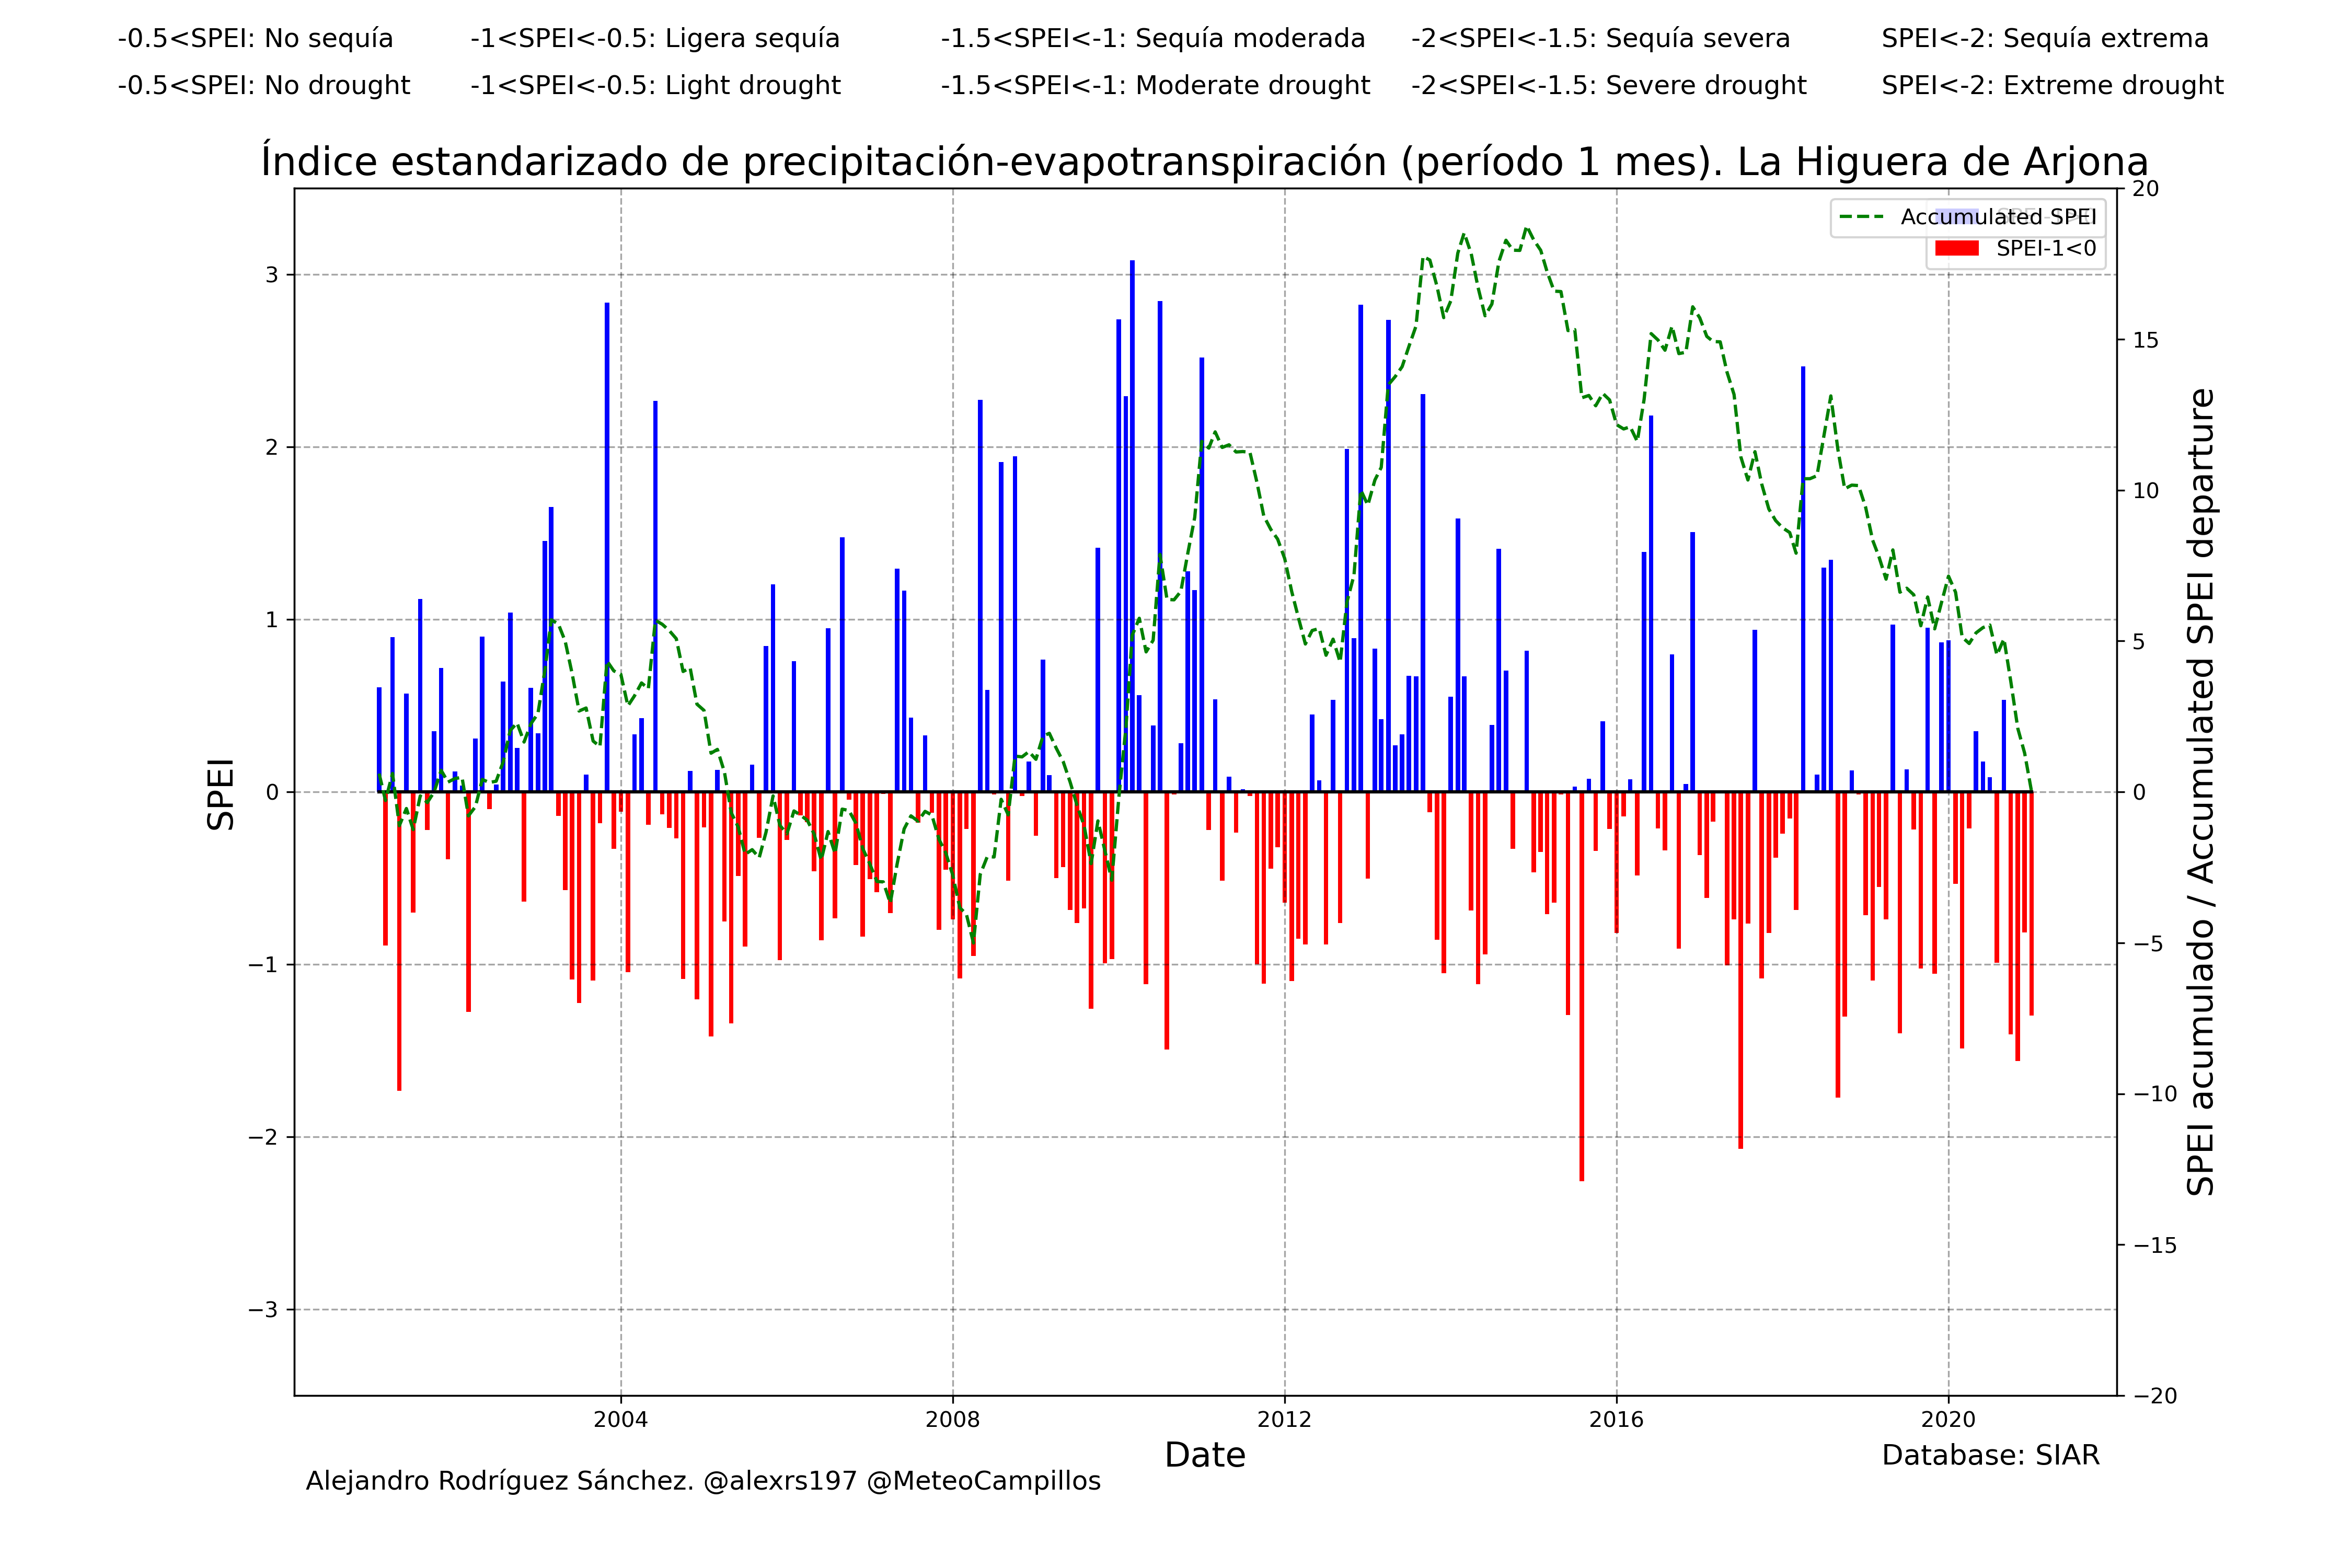 -0.5<SPEI: No sequía -1<SPEI<-0.5: Ligera sequía -1.5<SPEI<-1: Sequía moderada -2<SPEI<-1.5: Sequía severa SPEI<-2: Sequía extrema
-0.5<SPEI: No drought -1<SPEI<-0.5: Light drought -1.5<SPEI<-1: Moderate drought -2<SPEI<-1.5: Severe drought SPEI<-2: Extreme drought
Índice estandarizado de precipitación-evapotranspiración (período 1 mes). La Higuera de Arjona
Accumulated SPEI
SPEI-1<0
3
2
1
0
−1
−2
−3
SPEI
20
15
10
5
0
−5
−10
−15
−20
SPEI acumulado / Accumulated SPEI departure
2004 2008 2012 2016 2020
Date
Database: SIAR
Alejandro Rodríguez Sánchez. @alexrs197 @MeteoCampillos